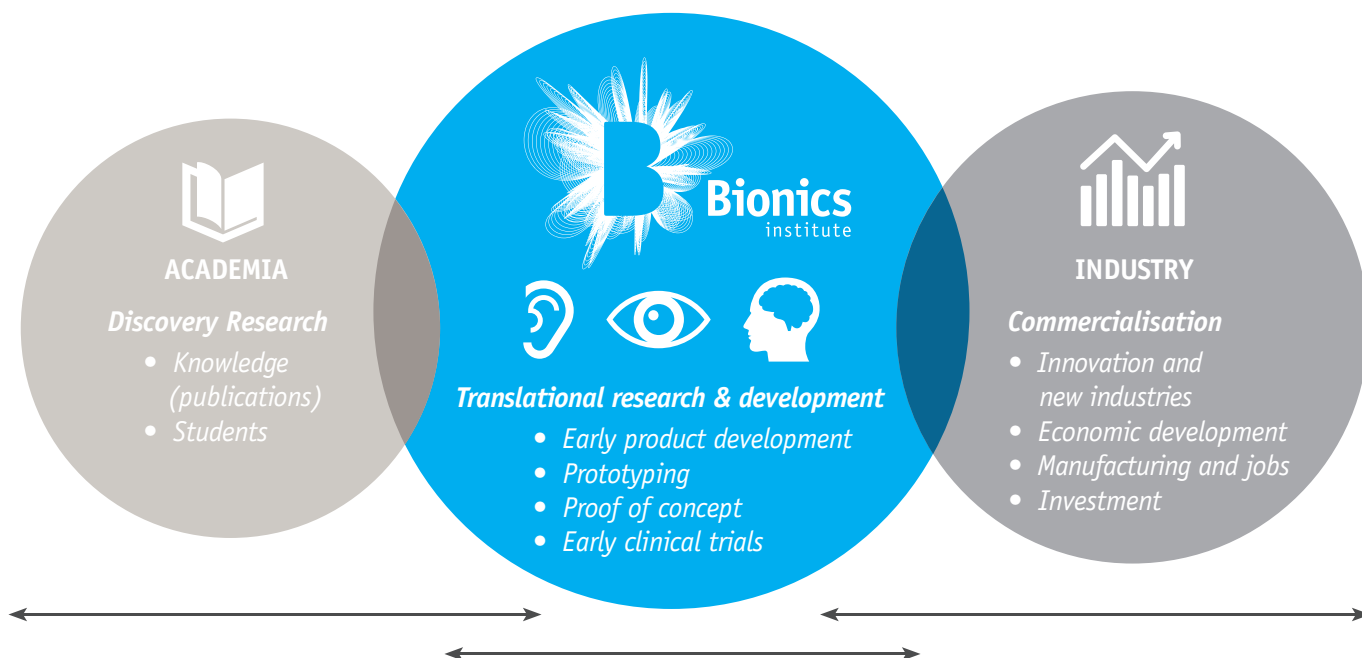 ACADEMIA
Discovery Research
• Knowledge
(publications)
• Students
B
Bionics
institute
Translational research & development
• Early product development
• Prototyping
• Proof of concept
• Early clinical trials
INDUSTRY
Commercialisation
• Innovation and
new industries
• Economic development
• Manufacturing and jobs
• Investment